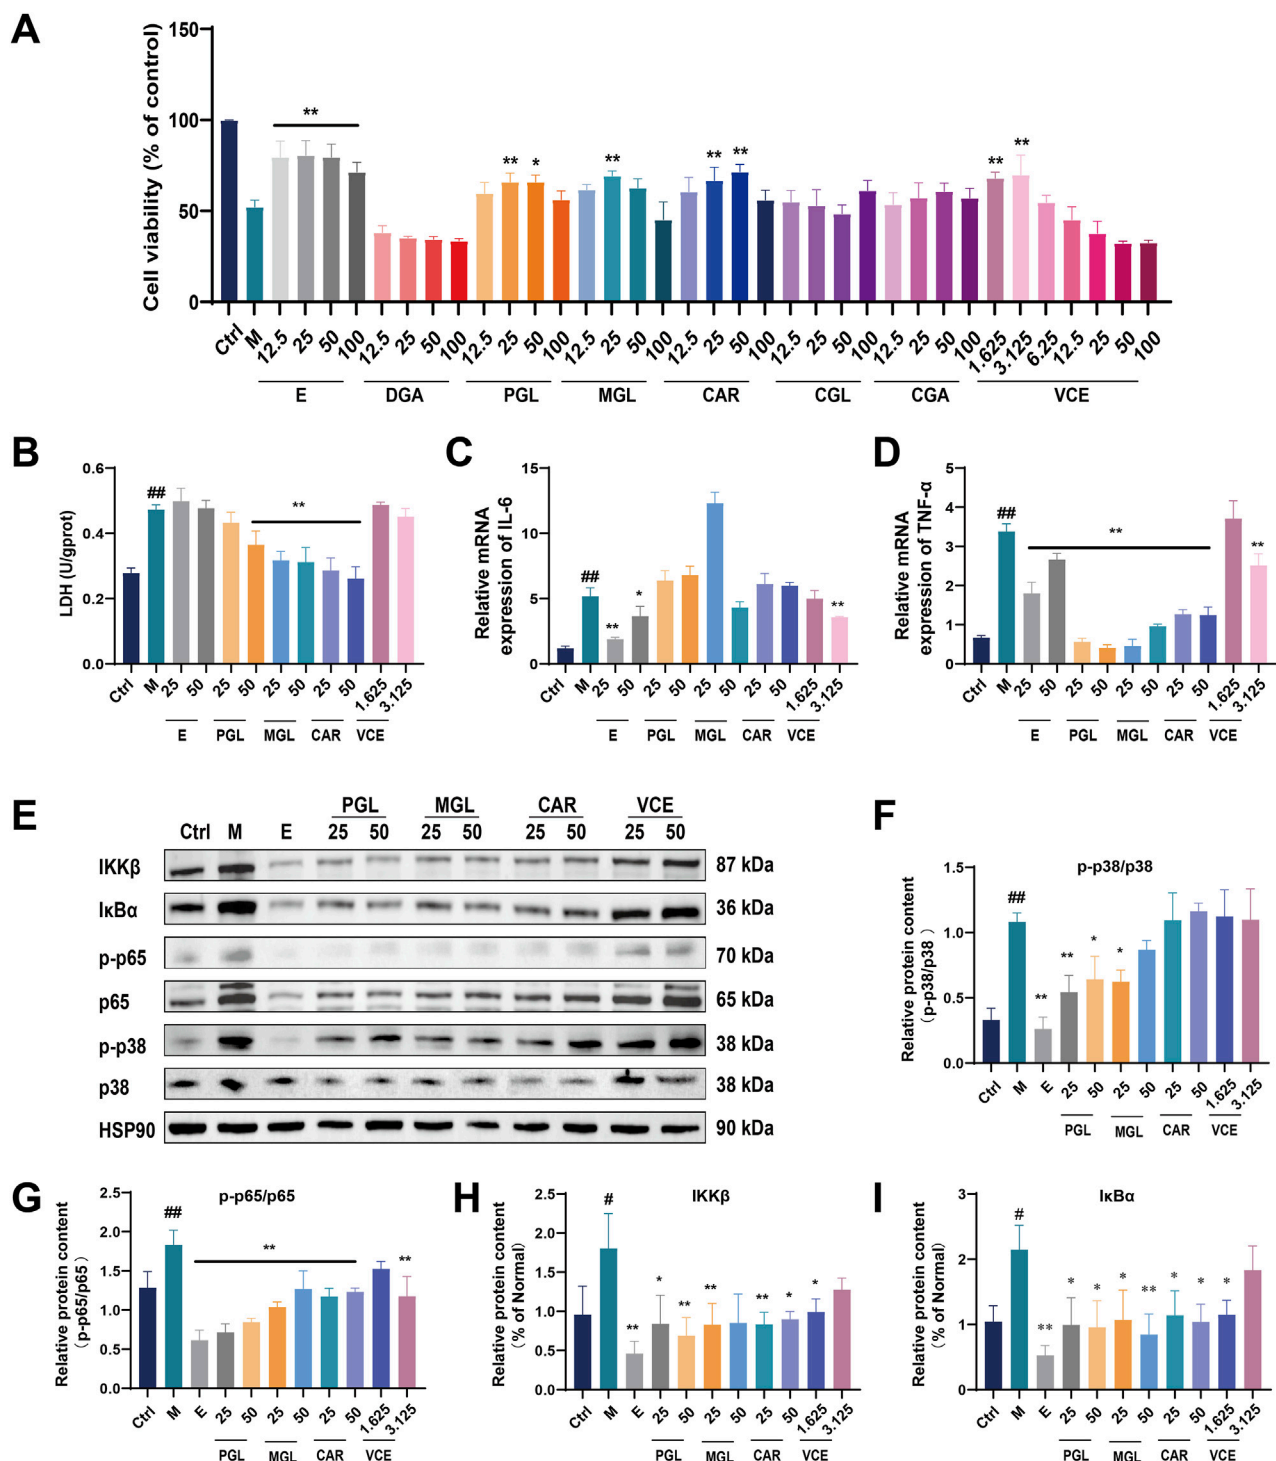 A
Cell viability (% of control)
150
100
50
0
**
** * ** ** ** ** **
Ctrl M 12.5 25 50 100 12.5 25 50 100 12.5 25 50 100 12.5 25 50 100 12.5 25 50 100 12.5 25 50 100 12.5 25 50 100 1.625 3.125 6.25 12.5 25 50 100
E DGA PGL MGL CAR CGL CGA VCE
B
LDH (U/gprot)
0.6
0.4
0.2
0.0
## **
Ctrl M 25 50 25 50 25 50 25 50 1.625 3.125
E PGL MGL CAR VCE
C
Relative mRNA
expression of IL-6
15
10
5
0
## ** * **
Ctrl M 25 50 25 50 25 50 25 50 1.625 3.125
E PGL MGL CAR VCE
D
Relative mRNA
expression of TNF-α
5
4
3
2
1
0
## ** **
Ctrl M 25 50 25 50 25 50 25 50 1.625 3.125
E PGL MGL CAR VCE
E
PGL MGL CAR VCE
Ctrl M E 25 50 25 50 25 50 25 50
IKKβ 87 kDa
IκBα 36 kDa
p-p65 70 kDa
p65 65 kDa
p-p38 38 kDa
p38 38 kDa
HSP90 90 kDa
F
p-p38/p38
Relative protein content
(p-p38/p38)
1.5
1.0
0.5
0.0
## ** ** * *
Ctrl M E 25 50 25 50 25 50 1.625 3.125
PGL MGL CAR VCE
G
p-p65/p65
Relative protein content
(p-p65/p65)
2.5
2.0
1.5
1.0
0.5
0.0
## ** **
Ctrl M E 25 50 25 50 25 50 1.625 3.125
PGL MGL CAR VCE
H
IKKβ
Relative protein content
(% of Normal)
2.5
2.0
1.5
1.0
0.5
0.0
# ** * ** ** ** * *
Ctrl M E 25 50 25 50 25 50 1.625 3.125
PGL MGL CAR VCE
I
IκBα
Relative protein content
(% of Normal)
3
2
1
0
# ** * * * ** * * *
Ctrl M E 25 50 25 50 25 50 1.625 3.125
PGL MGL CAR VCE